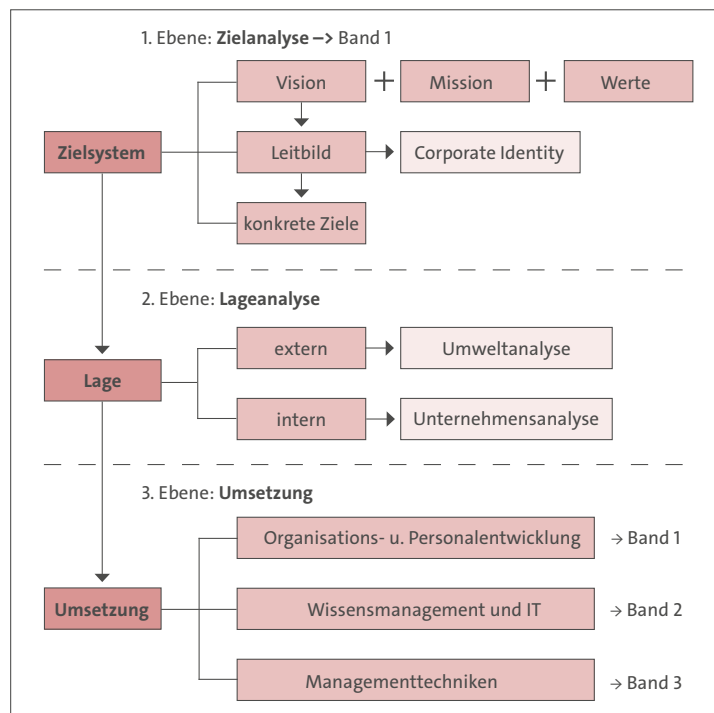 1. Ebene: Zielanalyse –> Band 1
Vision + Mission + Werte
Zielsystem
Leitbild
Corporate Identity
konkrete Ziele
2. Ebene: Lageanalyse
extern
Umweltanalyse
Lage
intern
Unternehmensanalyse
3. Ebene: Umsetzung
Organisations- u. Personalentwicklung → Band 1
Umsetzung
Wissensmanagement und IT → Band 2
Managementtechniken → Band 3